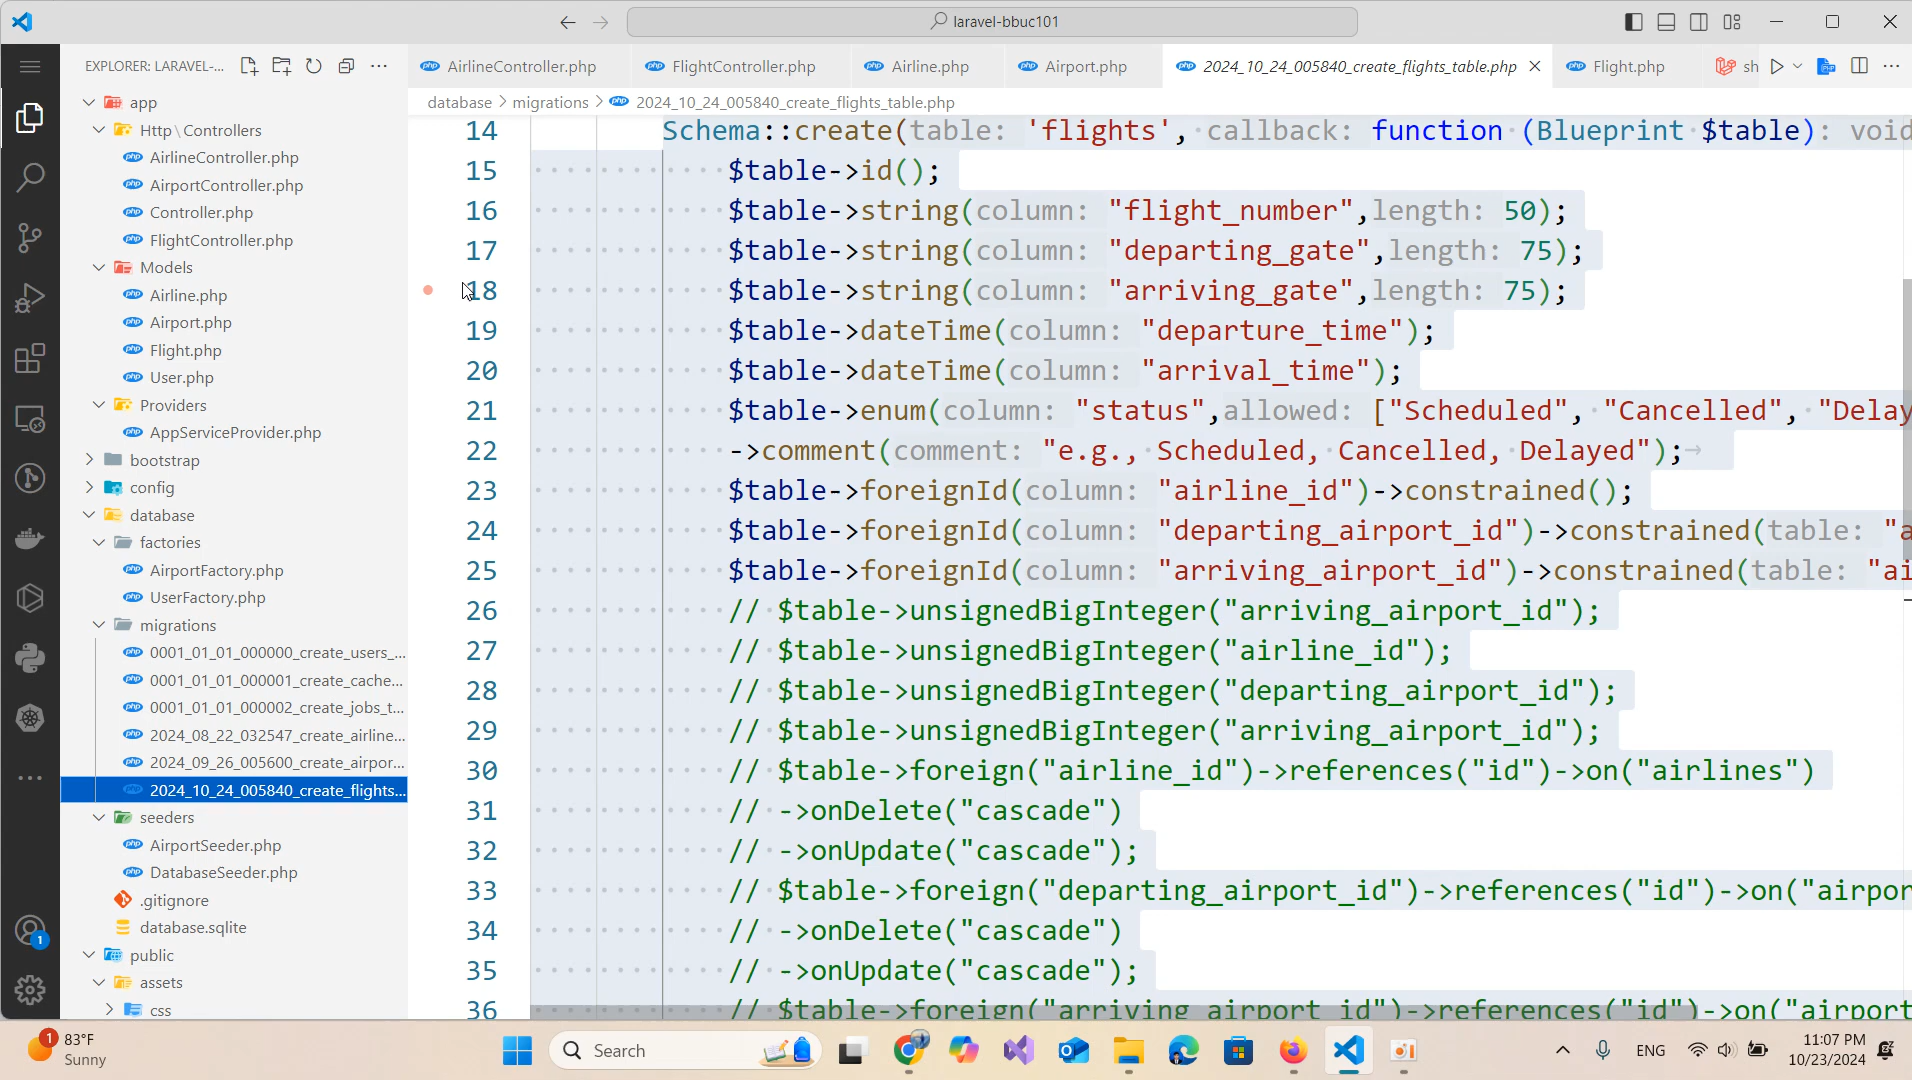 laravel-bbuc101
EXPLORER: LARAVEL-...
AirlineController.php
FlightController.php
Airline.php
Airport.php
2024_10_24_005840_create_flights_table.php
Flight.php
sh
database > migrations > 2024_10_24_005840_create_flights_table.php
app
Http\Controllers
AirlineController.php
AirportController.php
Controller.php
FlightController.php
Models
Airline.php
Airport.php
Flight.php
User.php
Providers
AppServiceProvider.php
bootstrap
config
database
factories
AirportFactory.php
UserFactory.php
migrations
0001_01_01_000000_create_users_...
0001_01_01_000001_create_cache...
0001_01_01_000002_create_jobs_t...
2024_08_22_032547_create_airline...
2024_09_26_005600_create_airpor...
2024_10_24_005840_create_flights...
seeders
AirportSeeder.php
DatabaseSeeder.php
.gitignore
database.sqlite
public
assets
css
14 Schema::create(table: 'flights', callback: function (Blueprint $table): void
15 $table->id();
16 $table->string(column: "flight_number",length: 50);
17 $table->string(column: "departing_gate",length: 75);
18 $table->string(column: "arriving_gate",length: 75);
19 $table->dateTime(column: "departure_time");
20 $table->dateTime(column: "arrival_time");
21 $table->enum(column: "status",allowed: ["Scheduled", "Cancelled", "Delay
22 ->comment(comment: "e.g., Scheduled, Cancelled, Delayed");
23 $table->foreignId(column: "airline_id")->constrained();
24 $table->foreignId(column: "departing_airport_id")->constrained(table: "a
25 $table->foreignId(column: "arriving_airport_id")->constrained(table: "ai
26 // $table->unsignedBigInteger("arriving_airport_id");
27 // $table->unsignedBigInteger("airline_id");
28 // $table->unsignedBigInteger("departing_airport_id");
29 // $table->unsignedBigInteger("arriving_airport_id");
30 // $table->foreign("airline_id")->references("id")->on("airlines")
31 // ->onDelete("cascade")
32 // ->onUpdate("cascade");
33 // $table->foreign("departing_airport_id")->references("id")->on("airpor
34 // ->onDelete("cascade")
35 // ->onUpdate("cascade");
36 // $table->foreign("arriving_airport_id")->references("id")->on("airport
1
1
83°F
Sunny
Search
ENG
11:07 PM
10/23/2024